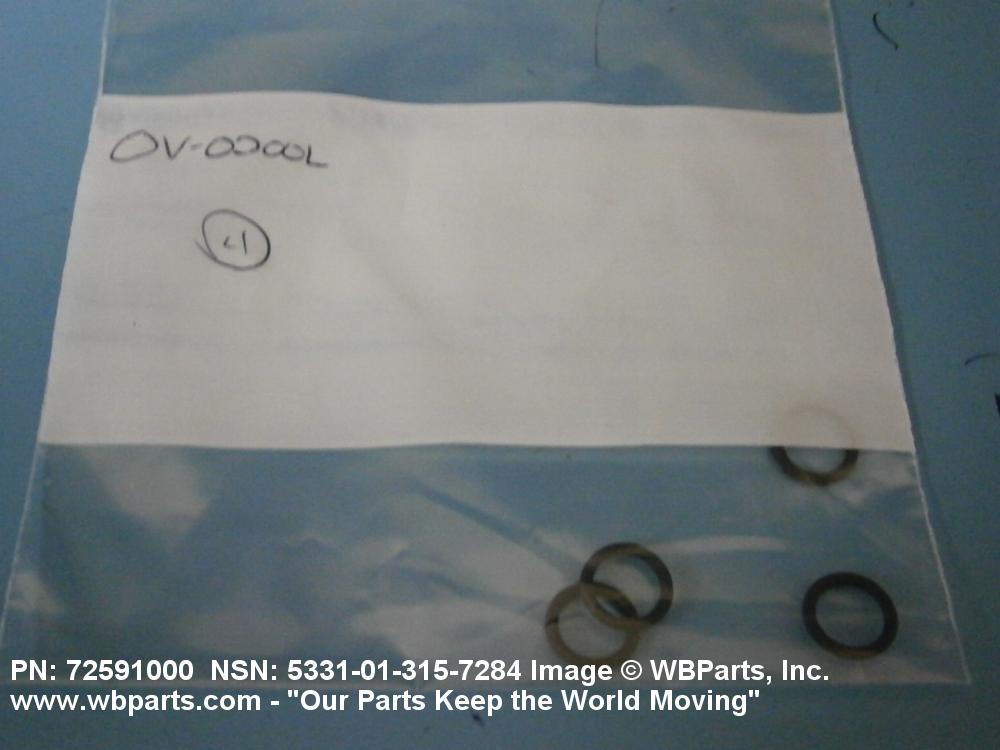 OV-0000L
4
PN: 72591000 NSN: 5331-01-315-7284 Image © WBParts, Inc.
www.wbparts.com - "Our Parts Keep the World Moving"